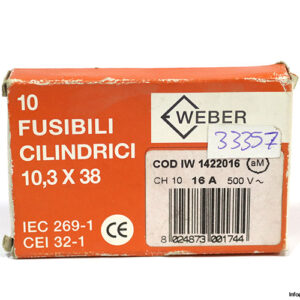 10
FUSIBILI
CILINDRICI
10,3 X 38
IEC 269-1
CEI 32-1
CE
WEBER
33357
COD IW 1422016 aM
CH 10 16 A 500 V ~
8 024873 001744